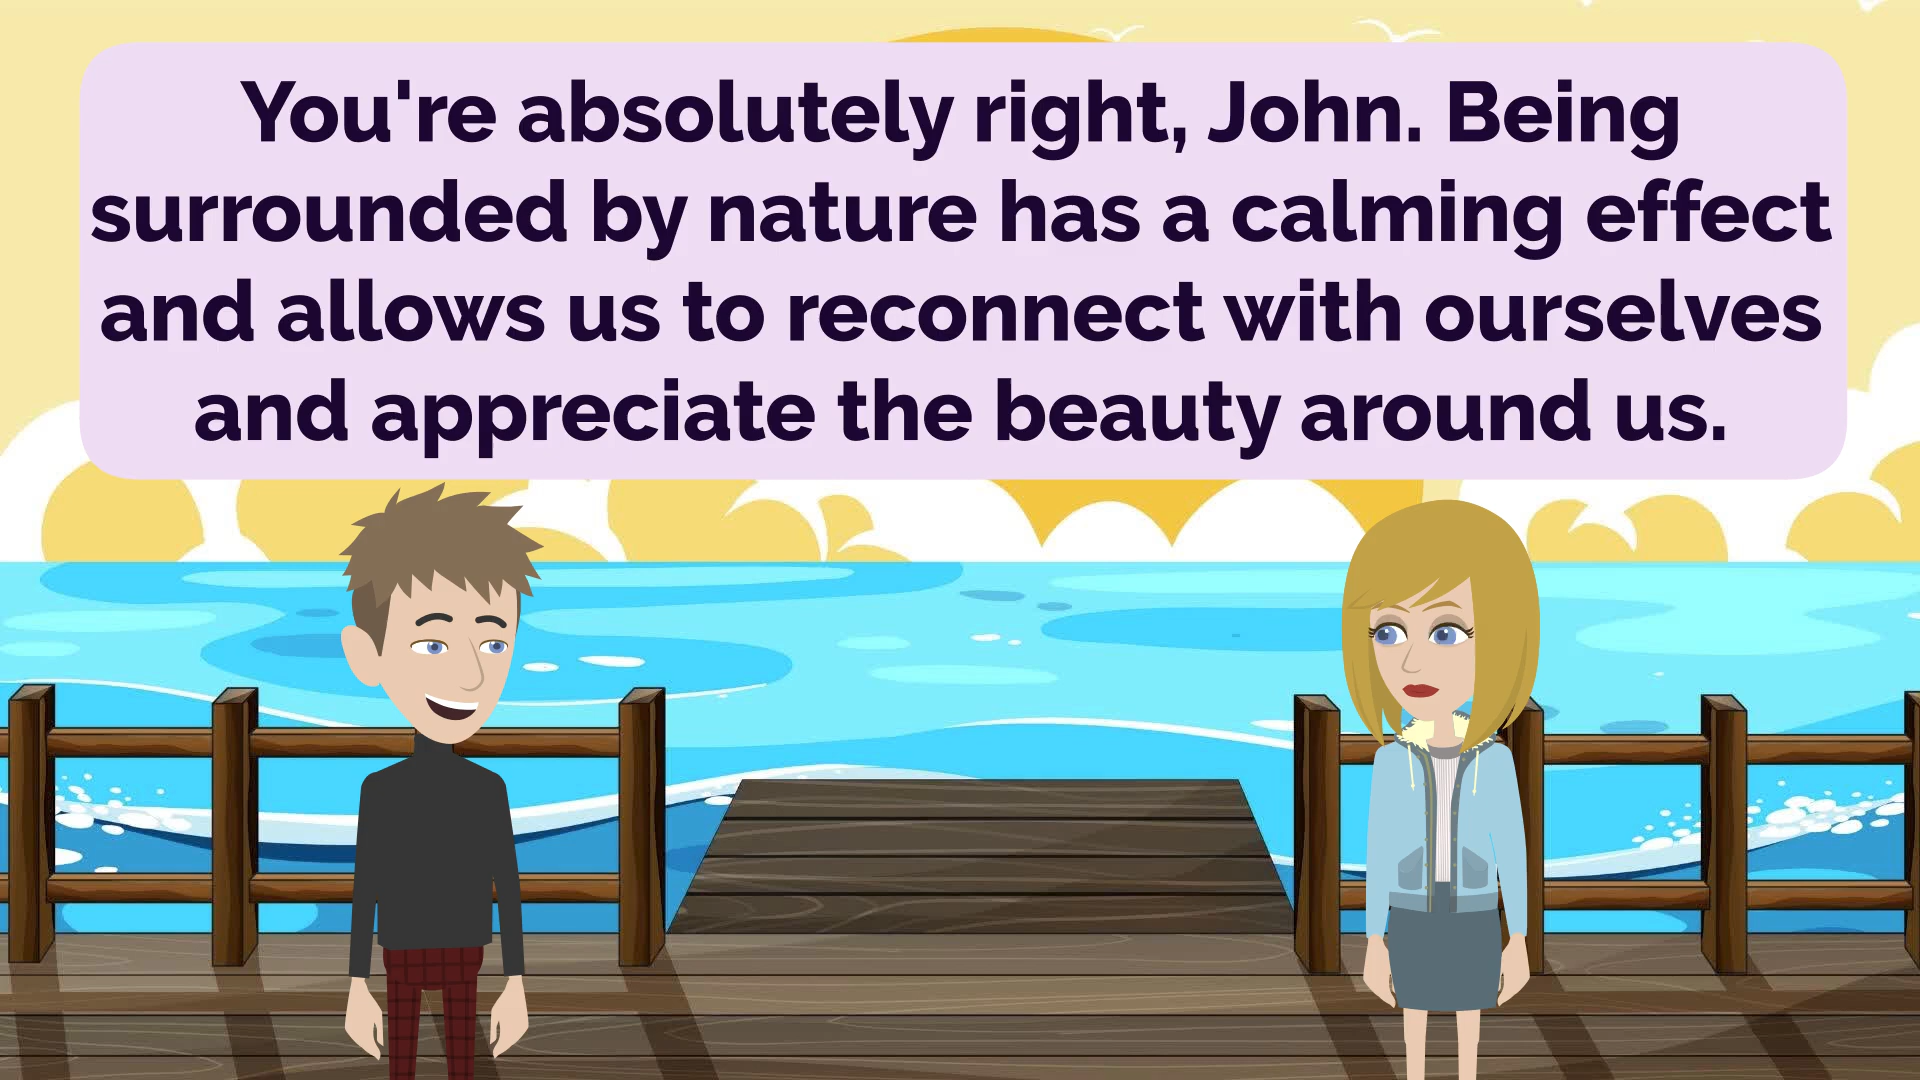 You're absolutely right, John. Being
surrounded by nature has a calming effect
and allows us to reconnect with ourselves
and appreciate the beauty around us.